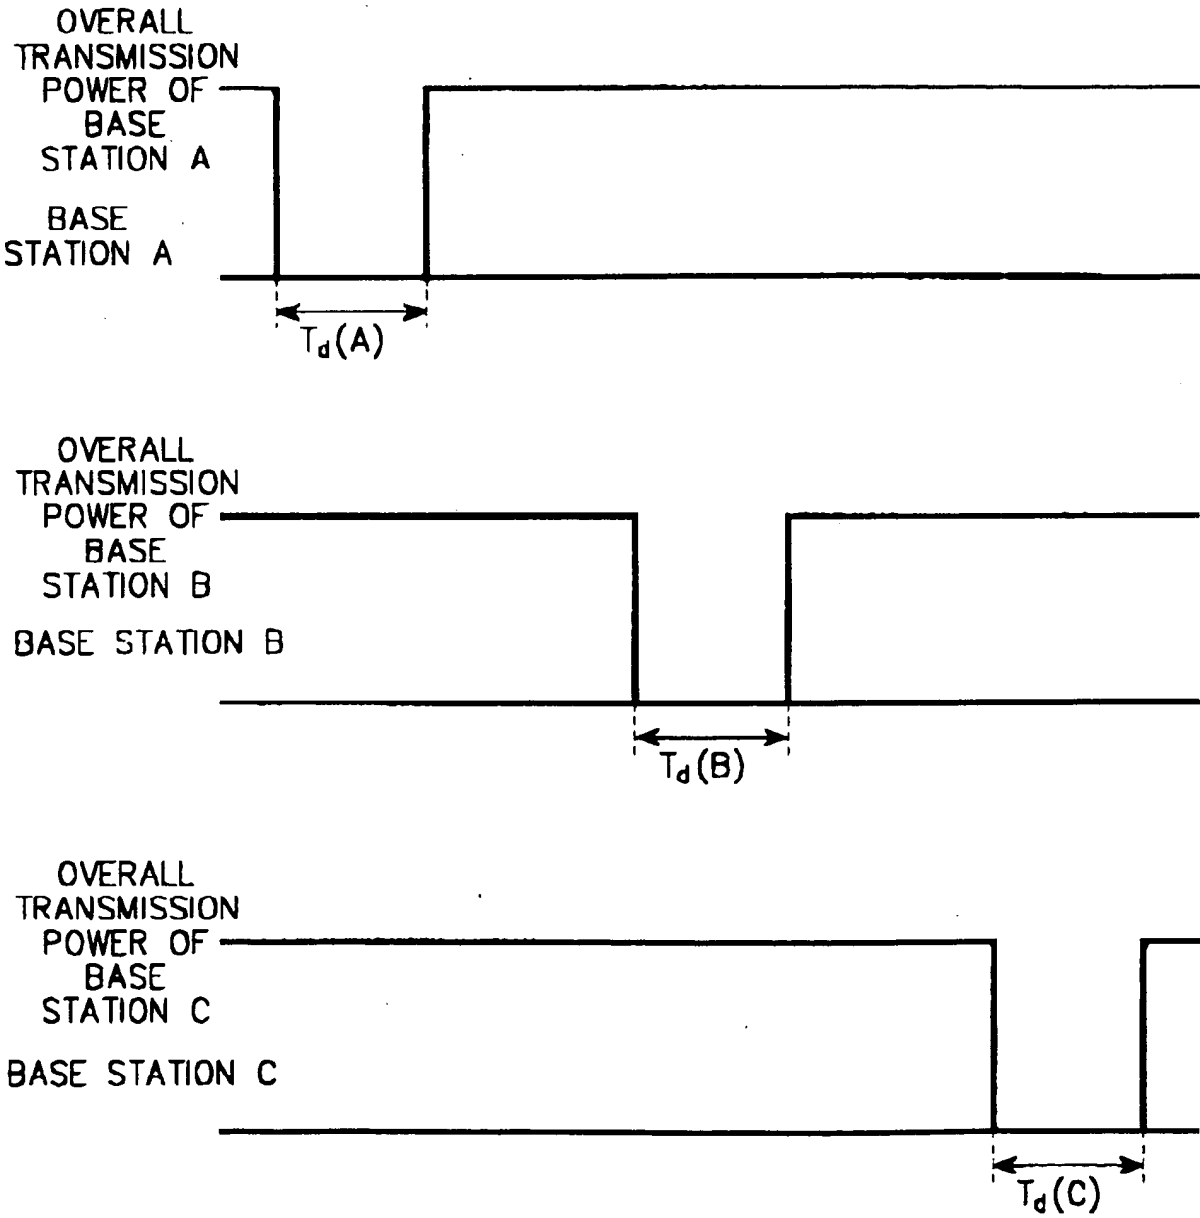 OVERALL
TRANSMISSION
POWER OF
BASE
STATION A
BASE
STATION A
Td(A)
OVERALL
TRANSMISSION
POWER OF
BASE
STATION B
BASE STATION B
Td(B)
OVERALL
TRANSMISSION
POWER OF
BASE
STATION C
BASE STATION C
Td(C)